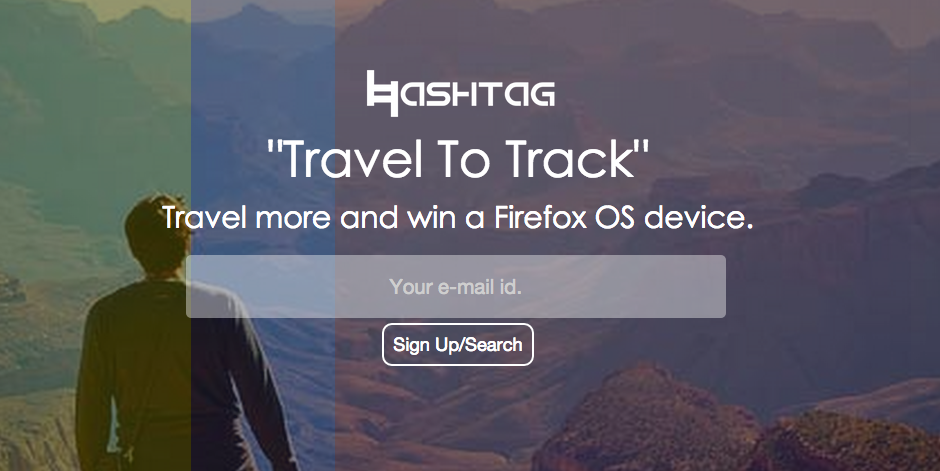 HASHTAG
"Travel To Track"
Travel more and win a Firefox OS device.
Your e-mail id.
Sign Up/Search